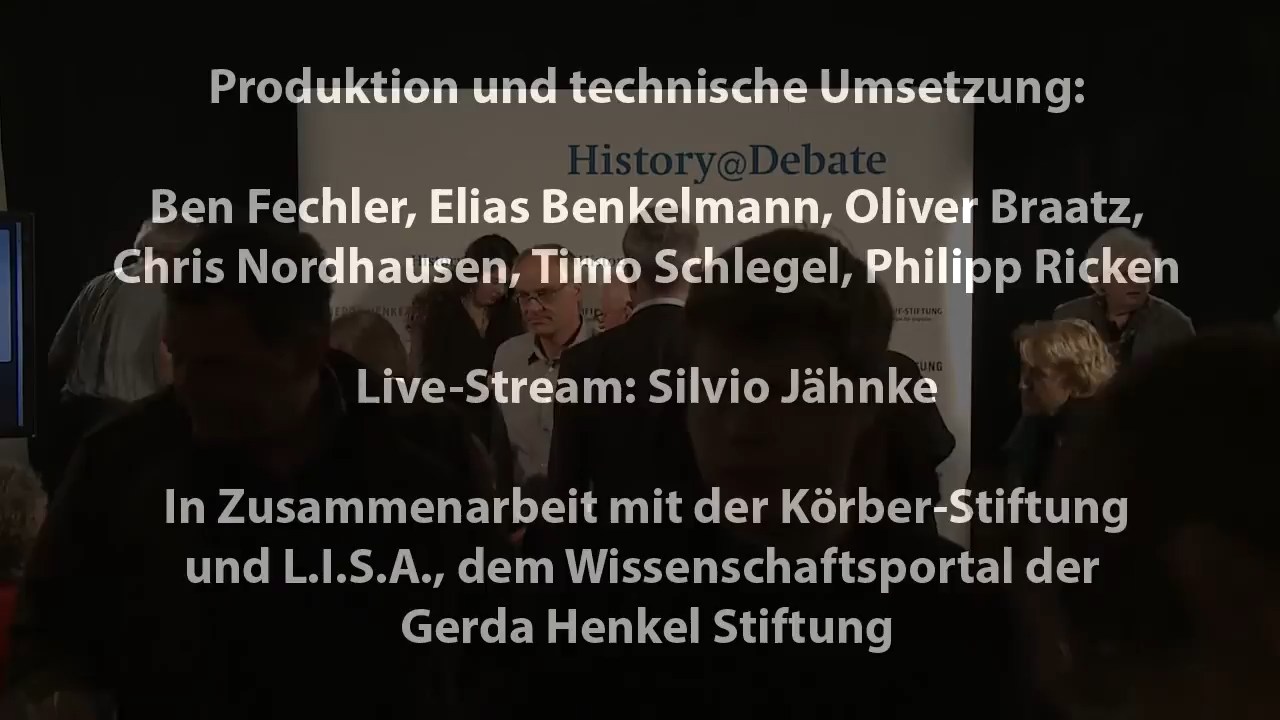 Produktion und technische Umsetzung:
History@Debate
Ben Fechler, Elias Benkelmann, Oliver Braatz,
Chris Nordhausen, Timo Schlegel, Philipp Ricken
Live-Stream: Silvio Jähnke
In Zusammenarbeit mit der Körber-Stiftung
und L.I.S.A., dem Wissenschaftsportal der
Gerda Henkel Stiftung